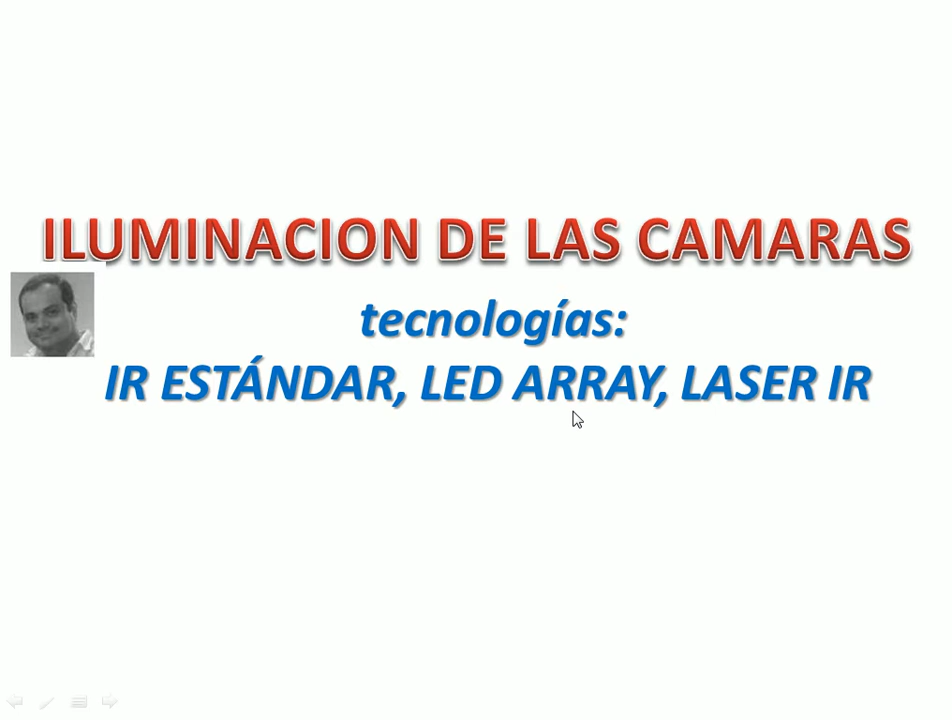 ILUMINACION DE LAS CAMARAS
tecnologías:
IR ESTÁNDAR, LED ARRAY, LASER IR